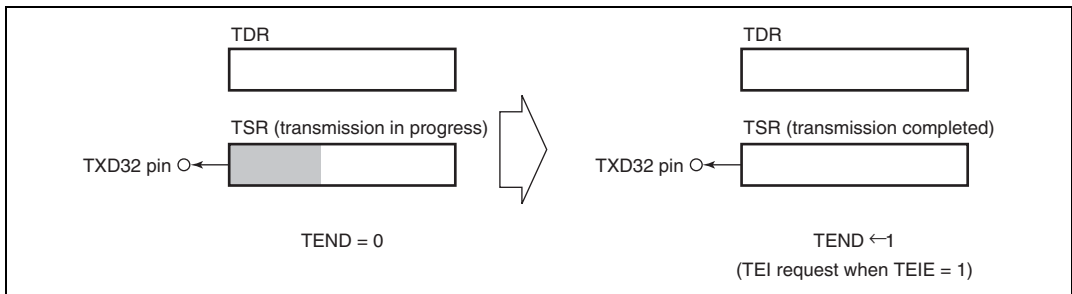 TDR
TSR (transmission in progress)
TXD32 pin
TEND = 0
TDR
TSR (transmission completed)
TXD32 pin
TEND ←1
(TEI request when TEIE = 1)